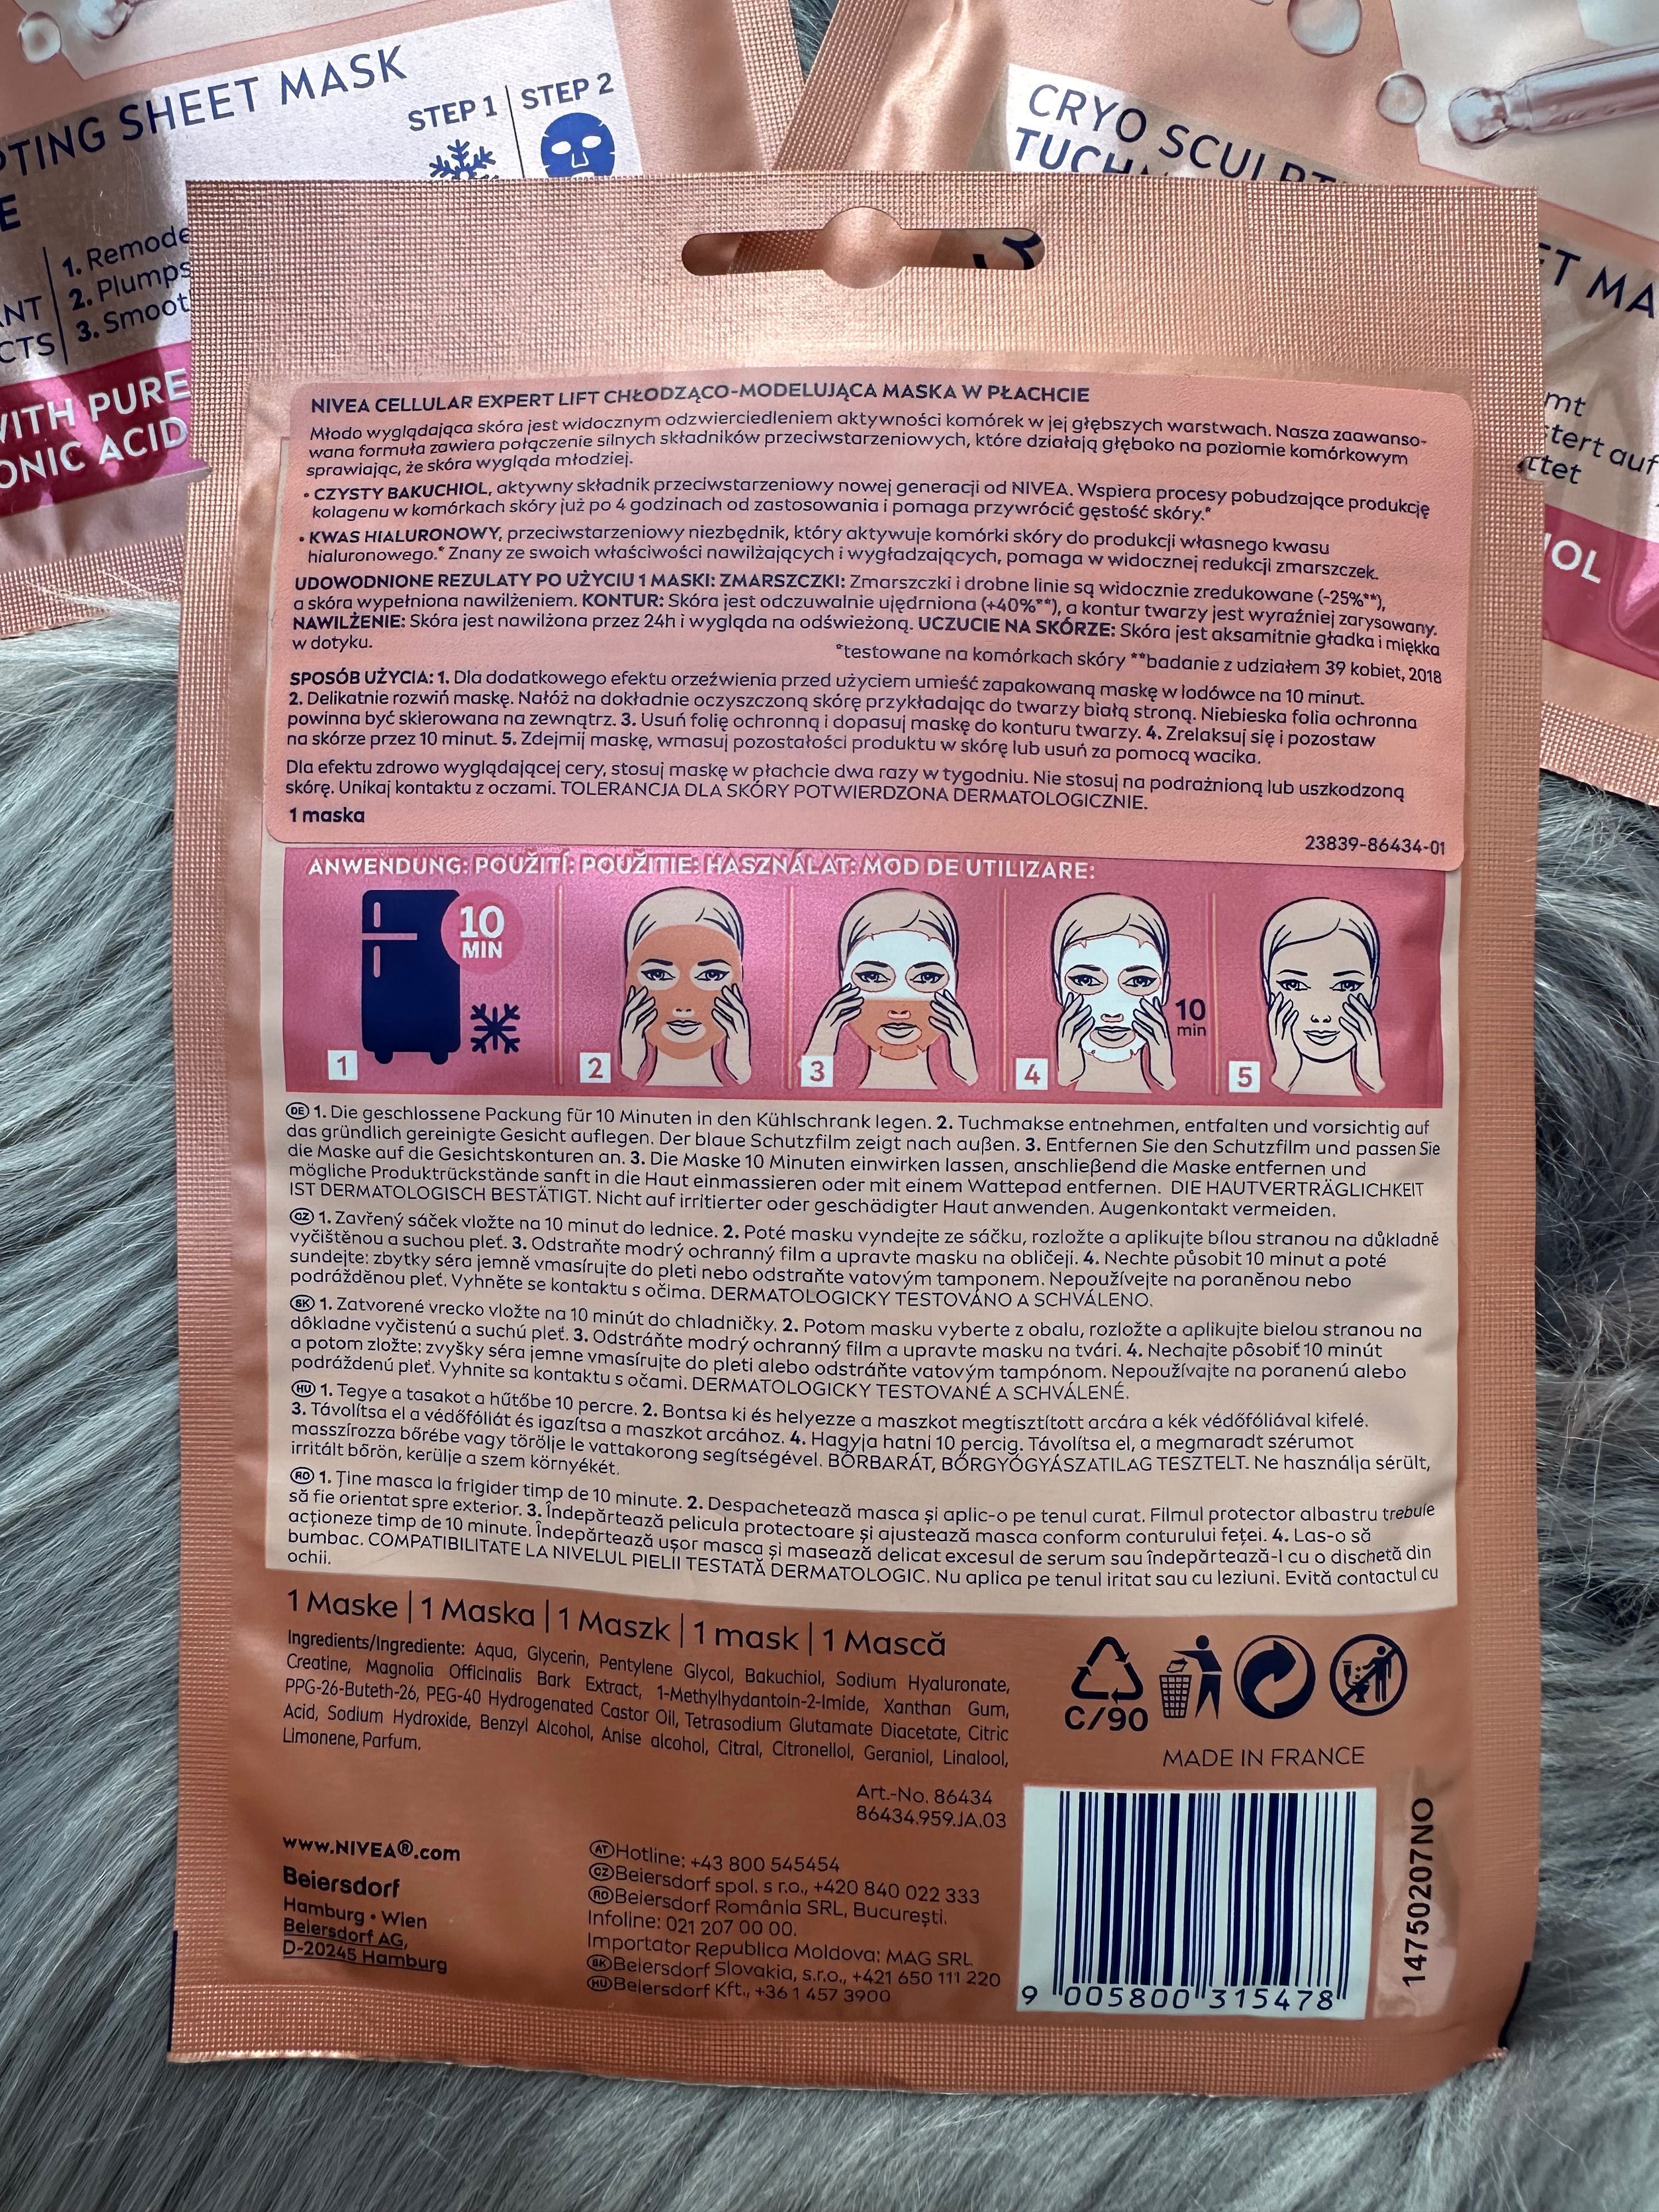 PTING SHEET MASK
STEP 1 | STEP 2
E
1. Remode
2. Plumps
3. Smoot
ANT
CTS
WITH PURE
ONIC ACID
CRYO SCULPT
TUCH
ET MA
mt
tert auf
ttet
IOL
NIVEA CELLULAR EXPERT LIFT CHŁODZĄCO-MODELUJĄCA MASKA W PŁACHCIE
Młodo wyglądająca skóra jest widocznym odzwierciedleniem aktywności komórek w jej głębszych warstwach. Nasza zaawanso-
wana formuła zawiera połączenie silnych składników przeciwstarzeniowych, które działają głęboko na poziomie komórkowym
sprawiając, że skóra wygląda młodziej.
• CZYSTY BAKUCHIOL, aktywny składnik przeciwstarzeniowy nowej generacji od NIVEA. Wspiera procesy pobudzające produkcję
kolagenu w komórkach skóry już po 4 godzinach od zastosowania i pomaga przywrócić gęstość skóry.*
• KWAS HIALURONOWY, przeciwstarzeniowy niezbędnik, który aktywuje komórki skóry do produkcji własnego kwasu
hialuronowego.* Znany ze swoich właściwości nawilżających i wygładzających, pomaga w widocznej redukcji zmarszczek.
UDOWODNIONE REZULATY PO UŻYCIU 1 MASKI: ZMARSZCZKI: Zmarszczki i drobne linie są widocznie zredukowane (-25%**),
a skóra wypełniona nawilżeniem. KONTUR: Skóra jest odczuwalnie ujędrniona (+40%**), a kontur twarzy jest wyraźniej zarysowany.
NAWILŻENIE: Skóra jest nawilżona przez 24h i wygląda na odświeżoną. UCZUCIE NA SKÓRZE: Skóra jest aksamitnie gładka i miękka
w dotyku.
*testowane na komórkach skóry **badanie z udziałem 39 kobiet, 2018
SPOSÓB UŻYCIA: 1. Dla dodatkowego efektu orzeźwienia przed użyciem umieść zapakowaną maskę w lodówce na 10 minut.
2. Delikatnie rozwiń maskę. Nałóż na dokładnie oczyszczoną skórę przykładając do twarzy białą stroną. Niebieska folia ochronna
powinna być skierowana na zewnątrz. 3. Usuń folię ochronną i dopasuj maskę do konturu twarzy. 4. Zrelaksuj się i pozostaw
na skórze przez 10 minut. 5. Zdejmij maskę, wmasuj pozostałości produktu w skórę lub usuń za pomocą wacika.
Dla efektu zdrowo wyglądającej cery, stosuj maskę w płachcie dwa razy w tygodniu. Nie stosuj na podrażnioną lub uszkodzoną
skórę. Unikaj kontaktu z oczami. TOLERANCJA DLA SKÓRY POTWIERDZONA DERMATOLOGICZNIE.
1 maska
23839-86434-01
ANWENDUNG: POUŽITÍ: POUŽITIE: HASZNÁLAT: MOD DE UTILIZARE:
10
MIN
10
min
1
2
3
4
5
DE 1. Die geschlossene Packung für 10 Minuten in den Kühlschrank legen. 2. Tuchmakse entnehmen, entfalten und vorsichtig auf
das gründlich gereinigte Gesicht auflegen. Der blaue Schutzfilm zeigt nach außen. 3. Entfernen Sie den Schutzfilm und passen Sie
die Maske auf die Gesichtskonturen an. 3. Die Maske 10 Minuten einwirken lassen, anschließend die Maske entfernen und
mögliche Produktrückstände sanft in die Haut einmassieren oder mit einem Wattepad entfernen. DIE HAUTVERTRÄGLICHKEIT
IST DERMATOLOGISCH BESTÄTIGT. Nicht auf irritierter oder geschädigter Haut anwenden. Augenkontakt vermeiden.
CZ 1. Zavřený sáček vložte na 10 minut do lednice. 2. Poté masku vyndejte ze sáčku, rozložte a aplikujte bílou stranou na důkladně
vyčištěnou a suchou pleť. 3. Odstraňte modrý ochranný film a upravte masku na obličeji. 4. Nechte působit 10 minut a poté
sundejte; zbytky séra jemně vmasírujte do pleti nebo odstraňte vatovým tamponem. Nepoužívejte na poraněnou nebo
podrážděnou pleť. Vyhněte se kontaktu s očima. DERMATOLOGICKY TESTOVÁNO A SCHVÁLENO.
SK 1. Zatvorené vrecko vložte na 10 minút do chladničky. 2. Potom masku vyberte z obalu, rozložte a aplikujte bielou stranou na
dôkladne vyčistenú a suchú pleť. 3. Odstráňte modrý ochranný film a upravte masku na tvári. 4. Nechajte pôsobiť 10 minút
a potom zložte; zvyšky séra jemne vmasírujte do pleti alebo odstráňte vatovým tampónom. Nepoužívajte na poranenú alebo
podráždenú pleť. Vyhnite sa kontaktu s očami. DERMATOLOGICKY TESTOVANÉ A SCHVÁLENÉ.
HU 1. Tegye a tasakot a hűtőbe 10 percre. 2. Bontsa ki és helyezze a maszkot megtisztított arcára a kék védőfóliával kifelé.
3. Távolítsa el a védőfóliát és igazítsa a maszkot arcához. 4. Hagyja hatni 10 percig. Távolítsa el, a megmaradt szérumot
masszírozza bőrébe vagy törölje le vattakorong segítségével. BŐRBARÁT, BŐRGYÓGYÁSZATILAG TESZTELT. Ne használja sérült,
irritált bőrön, kerülje a szem környékét.
RO 1. Ține masca la frigider timp de 10 minute. 2. Despachetează masca și aplic-o pe tenul curat. Filmul protector albastru trebuie
să fie orientat spre exterior. 3. Îndepărtează pelicula protectoare și ajustează masca conform conturului feței. 4. Las-o să
acționeze timp de 10 minute. Îndepărtează ușor masca și masează delicat excesul de serum sau îndepărtează-l cu o dischetă din
bumbac. COMPATIBILITATE LA NIVELUL PIELII TESTATĂ DERMATOLOGIC. Nu aplica pe tenul iritat sau cu leziuni. Evită contactul cu
ochii.
1 Maske | 1 Maska | 1 Maszk | 1 mask | 1 Mască
Ingredients/Ingrediente: Aqua, Glycerin, Pentylene Glycol, Bakuchiol, Sodium Hyaluronate,
Creatine, Magnolia Officinalis Bark Extract, 1-Methylhydantoin-2-Imide, Xanthan Gum,
PPG-26-Buteth-26, PEG-40 Hydrogenated Castor Oil, Tetrasodium Glutamate Diacetate, Citric
Acid, Sodium Hydroxide, Benzyl Alcohol, Anise alcohol, Citral, Citronellol, Geraniol, Linalool,
Limonene, Parfum.
C/90
MADE IN FRANCE
Art.-No. 86434
86434.959.JA.03
www.NIVEA®.com
Beiersdorf
Hamburg • Wien
Beiersdorf AG,
D-20245 Hamburg
AT Hotline: +43 800 545454
CZ Beiersdorf spol. s r.o., +420 840 022 333
RO Beiersdorf România SRL, București.
Infoline: 021 207 00 00.
Importator Republica Moldova: MAG SRL
SK Beiersdorf Slovakia, s.r.o., +421 650 111 220
HU Beiersdorf Kft., +36 1 457 3900
9 005800 315478
14750207NO